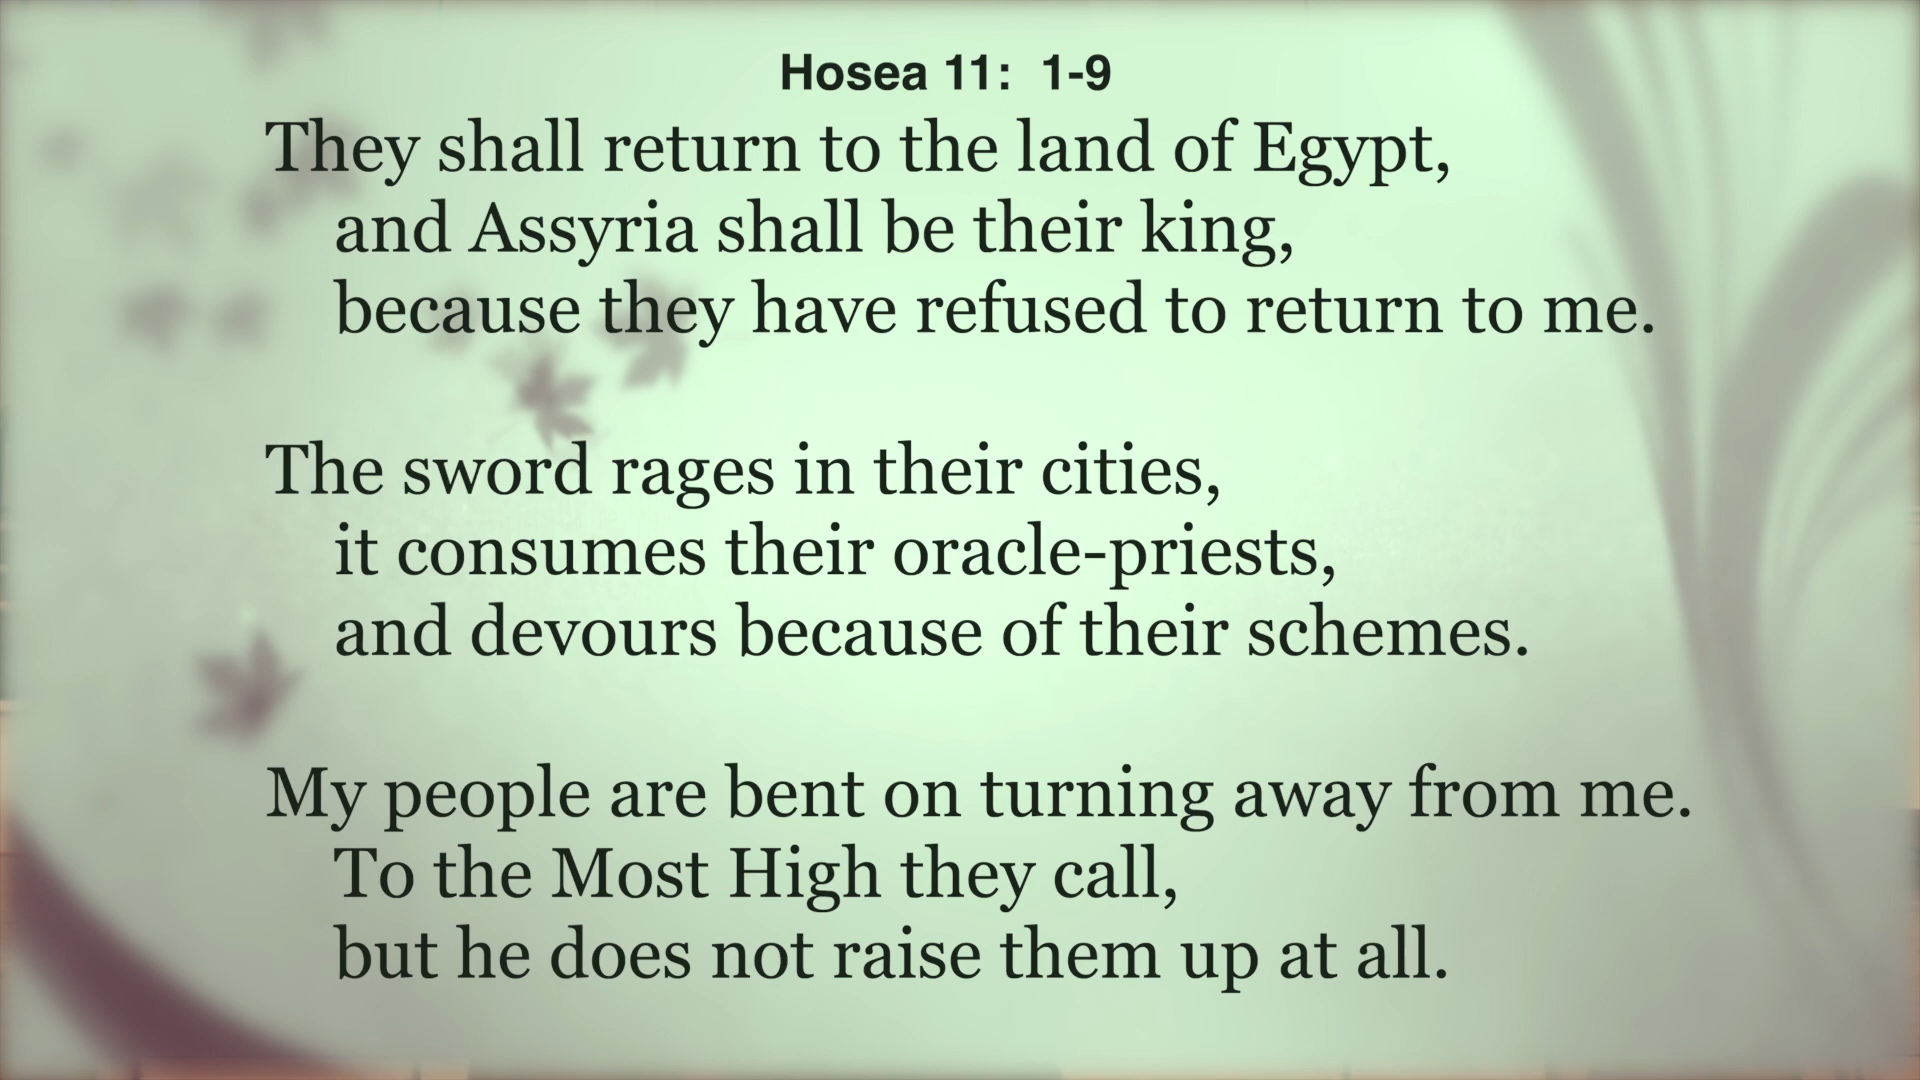 Hosea 11:  1-9
They shall return to the land of Egypt,
and Assyria shall be their king,
because they have refused to return to me.
The sword rages in their cities,
it consumes their oracle-priests,
and devours because of their schemes.
My people are bent on turning away from me.
To the Most High they call,
but he does not raise them up at all.